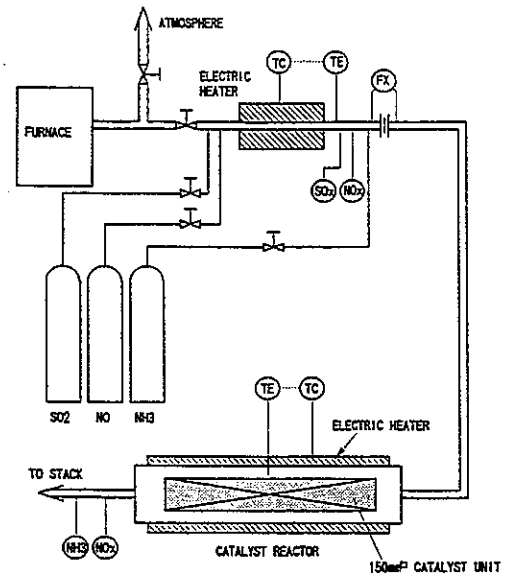 ATMOSPHERE
ELECTRIC
HEATER
TC
TE
FX
FURNACE
SOx
NOx
SO2
NO
NH3
TE
TC
ELECTRIC HEATER
TO STACK
NH3
NOx
CATALYST REACTOR
150mm□ CATALYST UNIT